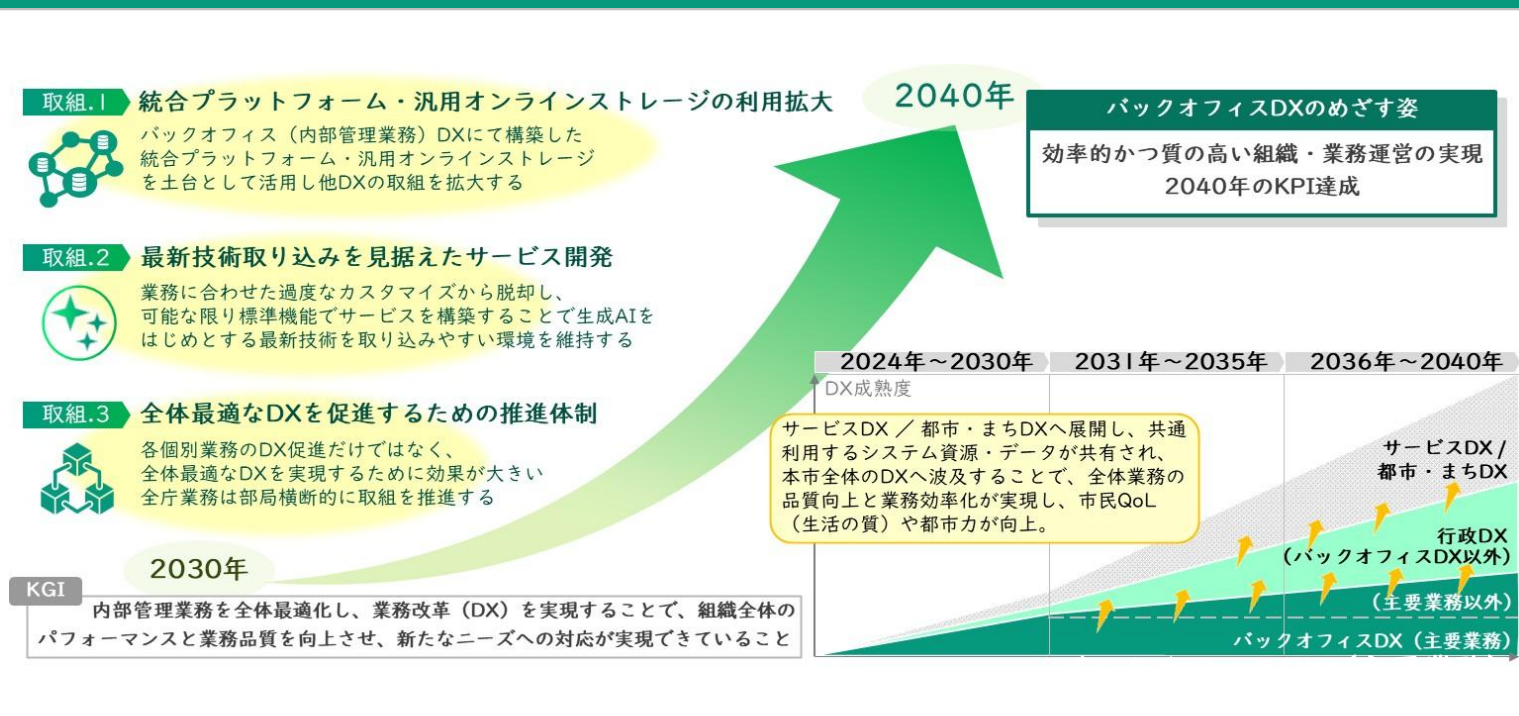 取組.1 統合プラットフォーム・汎用オンラインストレージの利用拡大
バックオフィス（内部管理業務）DXにて構築した
統合プラットフォーム・汎用オンラインストレージ
を土台として活用し他DXの取組を拡大する
取組.2 最新技術取り込みを見据えたサービス開発
業務に合わせた過度なカスタマイズから脱却し、
可能な限り標準機能でサービスを構築することで生成AIを
はじめとする最新技術を取り込みやすい環境を維持する
取組.3 全体最適なDXを促進するための推進体制
各個別業務のDX促進だけではなく、
全体最適なDXを実現するために効果が大きい
全庁業務は部局横断的に取組を推進する
2030年
KGI
内部管理業務を全体最適化し、業務改革（DX）を実現することで、組織全体の
パフォーマンスと業務品質を向上させ、新たなニーズへの対応が実現できていること
2040年
バックオフィスDXのめざす姿
効率的かつ質の高い組織・業務運営の実現
2040年のKPI達成
2024年～2030年 2031年～2035年 2036年～2040年
DX成熟度
サービスDX ／ 都市・まちDXへ展開し、共通
利用するシステム資源・データが共有され、
本市全体のDXへ波及することで、全体業務の
品質向上と業務効率化が実現し、市民QoL
（生活の質）や都市力が向上。
サービスDX /
都市・まちDX
行政DX
（バックオフィスDX以外）
（主要業務以外）
バックオフィスDX（主要業務）